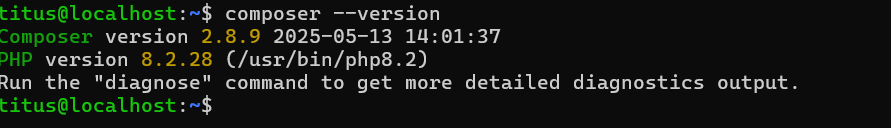 titus@localhost:~$ composer --version
Composer version 2.8.9 2025-05-13 14:01:37
PHP version 8.2.28 (/usr/bin/php8.2)
Run the "diagnose" command to get more detailed diagnostics output.
titus@localhost:~$